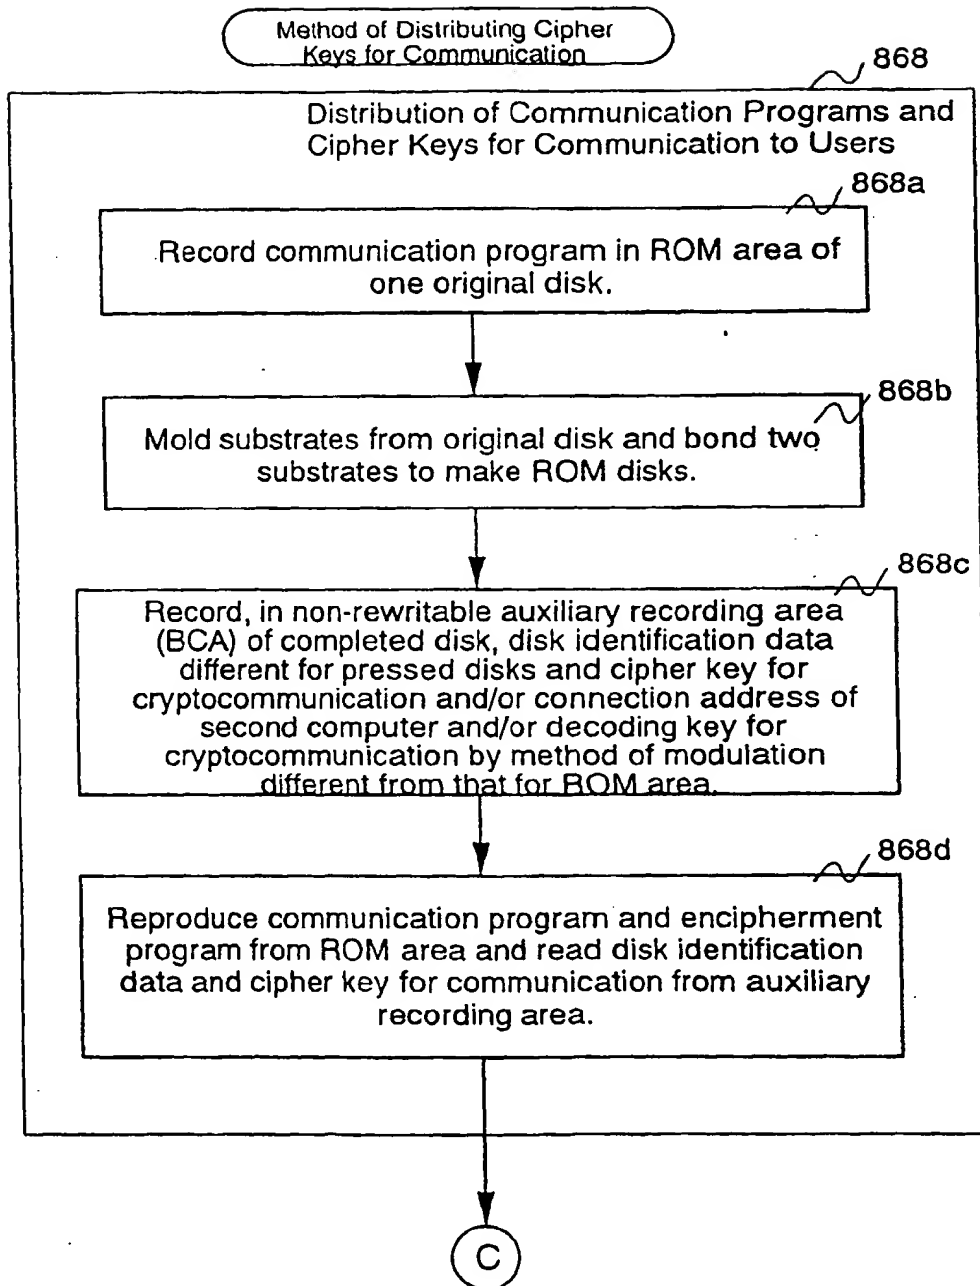 Method of Distributing Cipher
Keys for Communication
868
Distribution of Communication Programs and
Cipher Keys for Communication to Users
868a
Record communication program in ROM area of
one original disk.
868b
Mold substrates from original disk and bond two
substrates to make ROM disks.
868c
Record, in non-rewritable auxiliary recording area
(BCA) of completed disk, disk identification data
different for pressed disks and cipher key for
cryptocommunication and/or connection address of
second computer and/or decoding key for
cryptocommunication by method of modulation
different from that for ROM area.
868d
Reproduce communication program and encipherment
program from ROM area and read disk identification
data and cipher key for communication from auxiliary
recording area.
C